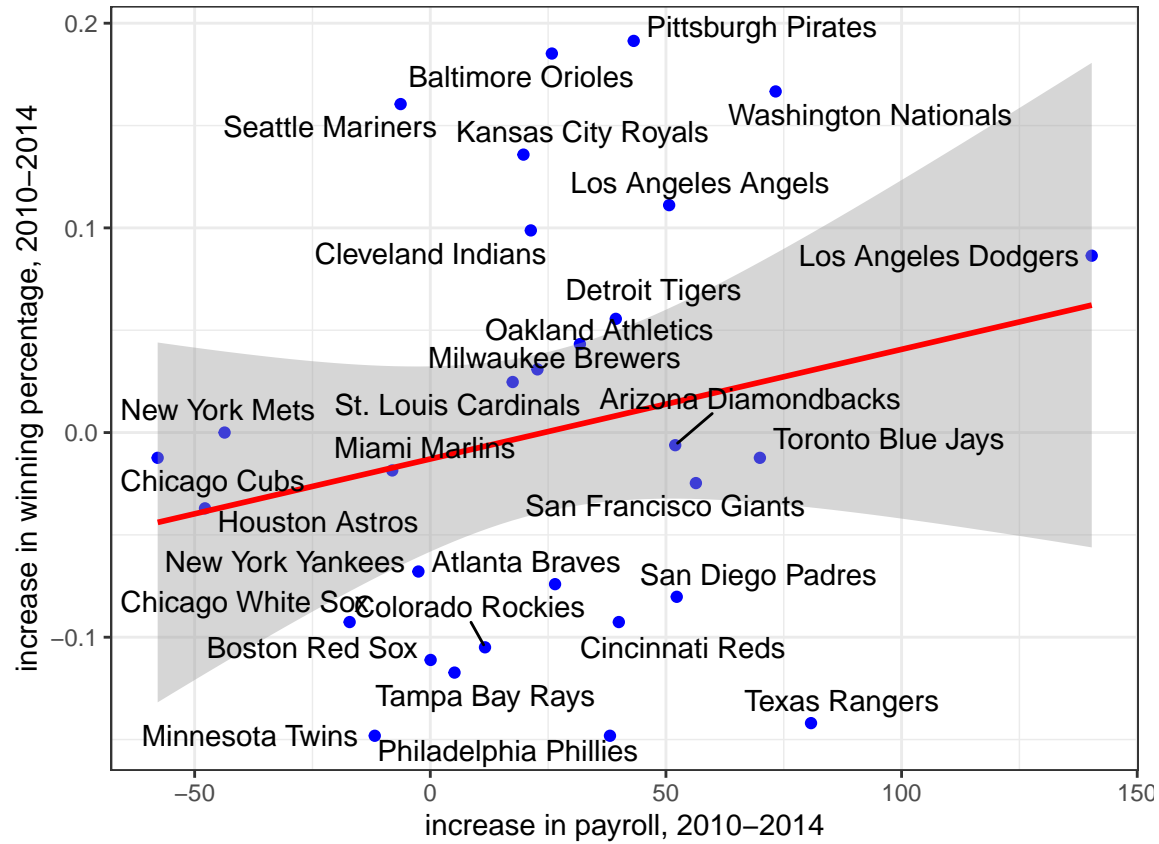 0.2
Pittsburgh Pirates
Baltimore Orioles
Washington Nationals
Seattle Mariners
Kansas City Royals
Los Angeles Angels
0.1
Cleveland Indians
Los Angeles Dodgers
Detroit Tigers
Oakland Athletics
Milwaukee Brewers
Arizona Diamondbacks
St. Louis Cardinals
New York Mets
0.0
Toronto Blue Jays
Miami Marlins
Chicago Cubs
San Francisco Giants
Houston Astros
New York Yankees
Atlanta Braves
San Diego Padres
Chicago White Sox
Colorado Rockies
−0.1
Boston Red Sox
Cincinnati Reds
Tampa Bay Rays
Texas Rangers
Minnesota Twins
Philadelphia Phillies
−50
0
50
100
150
increase in payroll, 2010−2014
increase in winning percentage, 2010−2014